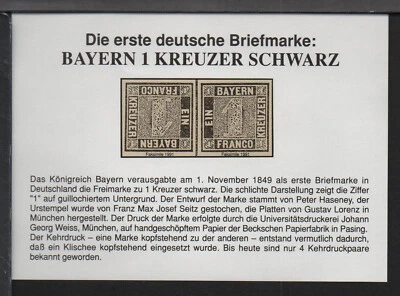 Die erste deutsche Briefmarke:
BAYERN 1 KREUZER SCHWARZ
FRANCO
BAYERN
KREUZER
EIN
BAYERN
EIN
KREUZER
FRANCO
Faksimile 1981
Faksimile 1981
Das Königreich Bayern verausgabte am 1. November 1849 als erste Briefmarke in
Deutschland die Freimarke zu 1 Kreuzer schwarz. Die schlichte Darstellung zeigt die Ziffer
"1" auf guillochiertem Untergrund. Der Entwurf der Marke stammt von Peter Haseney, der
Urstempel wurde von Franz Max Josef Seitz gestochen, die Platten von Gustav Lorenz in
München hergestellt. Der Druck der Marke erfolgte durch die Universitätsdruckerei Johann
Georg Weiss, München, auf handgeschöpftem Papier der Beckschen Papierfabrik in Pasing.
Der Kehrdruck – eine Marke kopfstehend zu der anderen – entstand vermutlich dadurch,
daß ein Klischee kopfstehend eingesetzt wurde. Bis heute sind nur 4 Kehrdruckpaare
bekannt geworden.